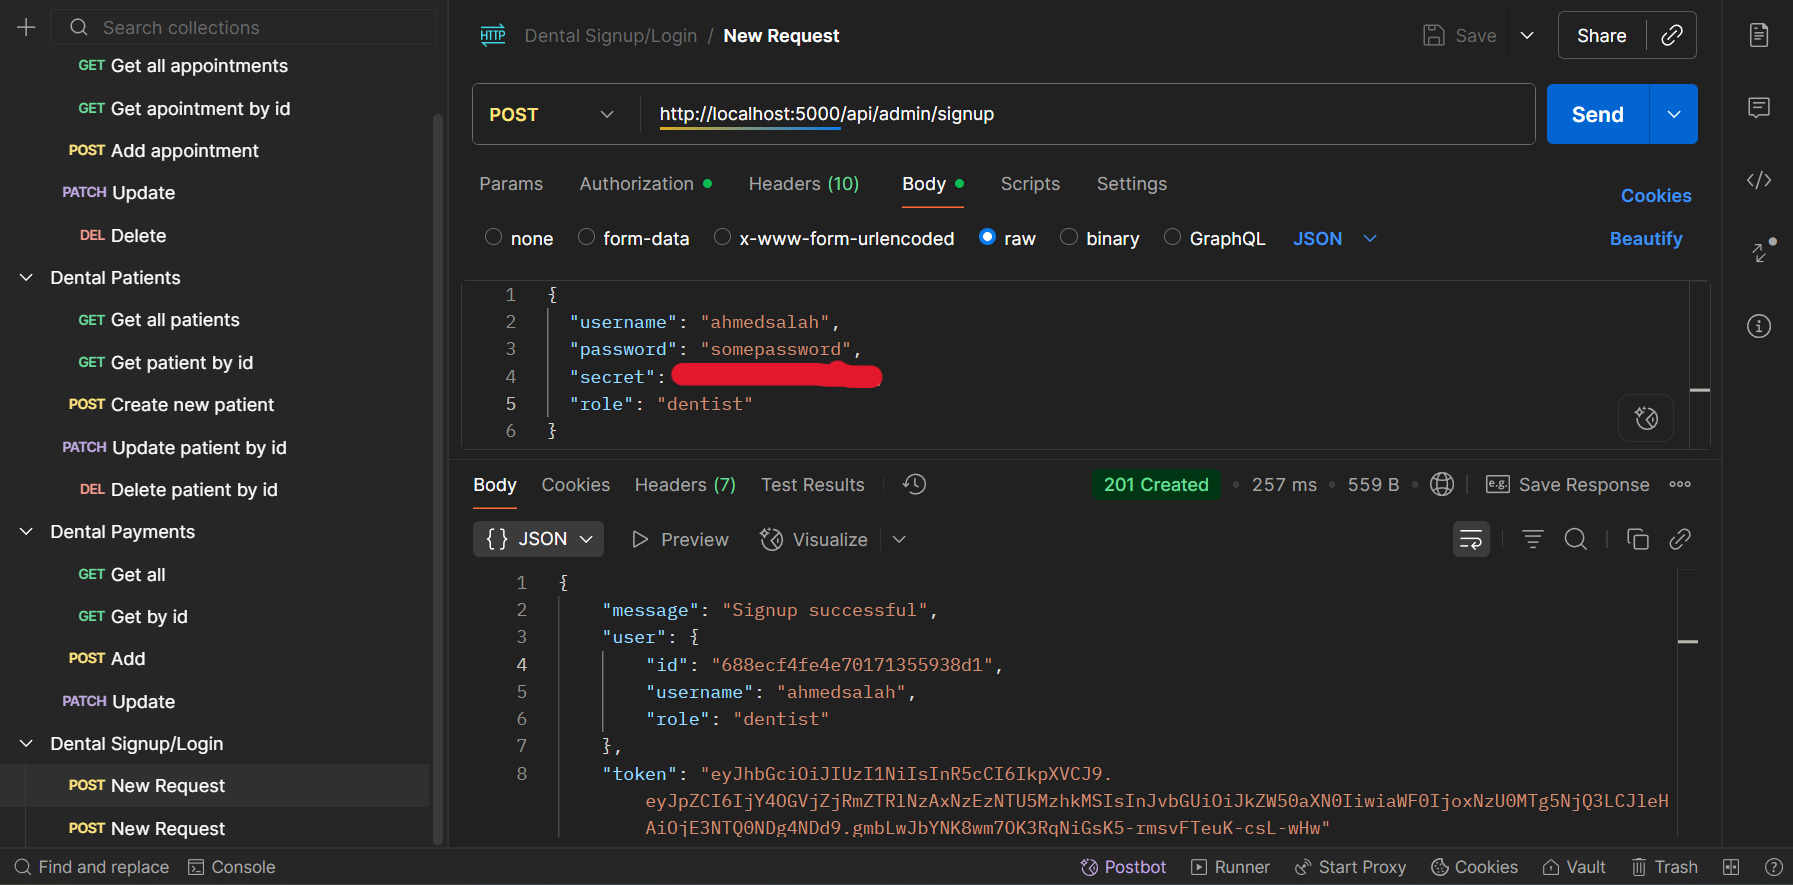 Search collections
GET Get all appointments
GET Get apointment by id
POST Add appointment
PATCH Update
DEL Delete
Dental Patients
GET Get all patients
GET Get patient by id
POST Create new patient
PATCH Update patient by id
DEL Delete patient by id
Dental Payments
GET Get all
GET Get by id
POST Add
PATCH Update
Dental Signup/Login
POST New Request
POST New Request
HTTP Dental Signup/Login / New Request
Save
Share
POST http://localhost:5000/api/admin/signup
Send
Params Authorization Headers (10) Body Scripts Settings
Cookies
none form-data x-www-form-urlencoded raw binary GraphQL JSON
Beautify
1 {
2 "username": "ahmedsalah",
3 "password": "somepassword",
4 "secret":
5 "role": "dentist"
6 }
Body Cookies Headers (7) Test Results
201 Created • 257 ms • 559 B • e.g. Save Response
{} JSON Preview Visualize
1 {
2 "message": "Signup successful",
3 "user": {
4 "id": "688ecf4fe4e70171355938d1",
5 "username": "ahmedsalah",
6 "role": "dentist"
7 },
8 "token": "eyJhbGciOiJIUzI1NiIsInR5cCI6IkpXVCJ9.
eyJpZCI6IjY4OGVjZjRmZTRlNzAxNzEzNTU5MzhkMSIsInJvbGUiOiJkZW50aXN0IiwiaWF0IjoxNzU0MTg5NjQ3LCJleH
AiOjE3NTQ0NDg4NDd9.gmbLwJbYNK8wm7OK3RqNiGsK5-rmsvFTeuK-csL-wHw"
Find and replace Console
Postbot Runner Start Proxy Cookies Vault Trash